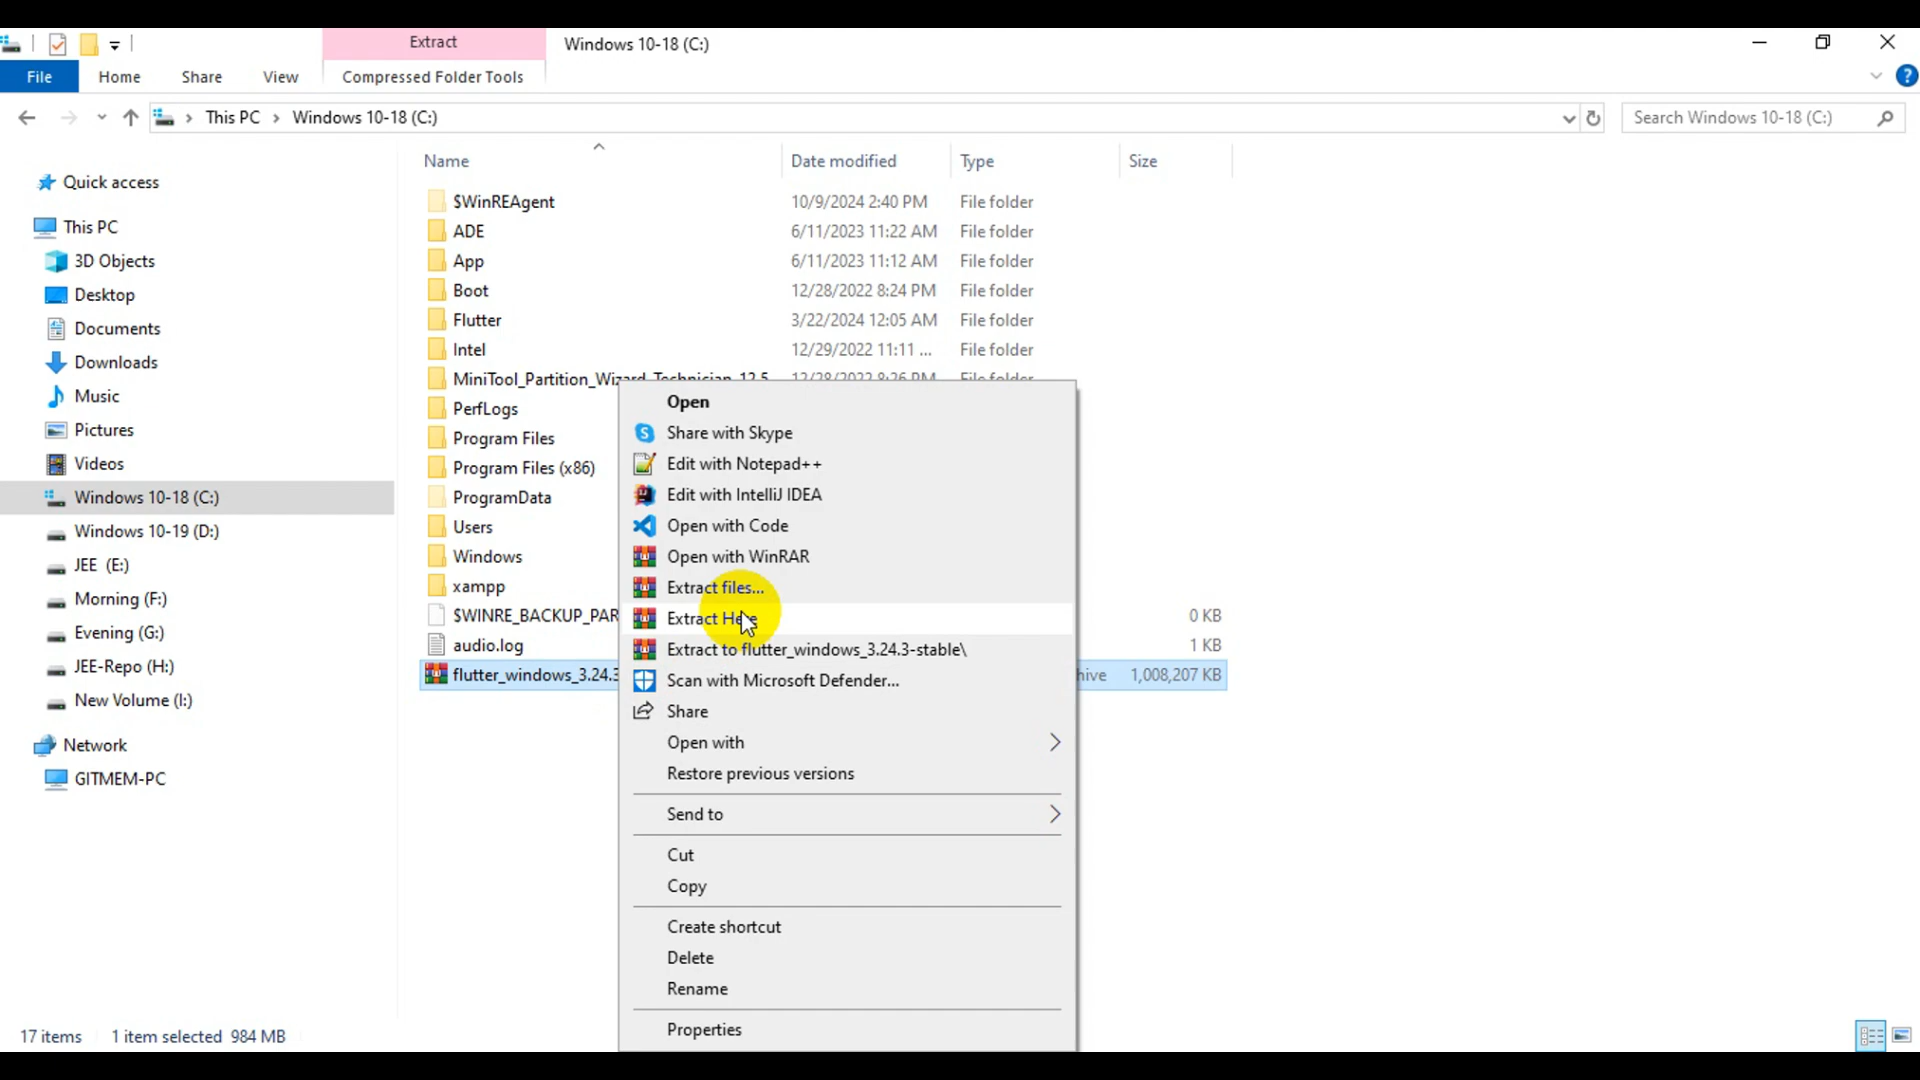 Extract
Windows 10-18 (C:)
File
Home
Share
View
Compressed Folder Tools
This PC > Windows 10-18 (C:)
Search Windows 10-18 (C:)
Name
Date modified
Type
Size
Quick access
This PC
3D Objects
Desktop
Documents
Downloads
Music
Pictures
Videos
Windows 10-18 (C:)
Windows 10-19 (D:)
JEE (E:)
Morning (F:)
Evening (G:)
JEE-Repo (H:)
New Volume (I:)
Network
GITMEM-PC
$WinREAgent 10/9/2024 2:40 PM File folder
ADE 6/11/2023 11:22 AM File folder
App 6/11/2023 11:12 AM File folder
Boot 12/28/2022 8:24 PM File folder
Flutter 3/22/2024 12:05 AM File folder
Intel 12/29/2022 11:11 ... File folder
MiniTool_Partition_Wizard_Technician_12.5 12/28/2022 8:26 PM File folder
PerfLogs
Program Files
Program Files (x86)
ProgramData
Users
Windows
xampp
$WINRE_BACKUP_PAR 0 KB
audio.log 1 KB
flutter_windows_3.24.3 hive 1,008,207 KB
Open
Share with Skype
Edit with Notepad++
Edit with IntelliJ IDEA
Open with Code
Open with WinRAR
Extract files...
Extract Here
Extract to flutter_windows_3.24.3-stable\
Scan with Microsoft Defender...
Share
Open with
Restore previous versions
Send to
Cut
Copy
Create shortcut
Delete
Rename
Properties
17 items 1 item selected 984 MB